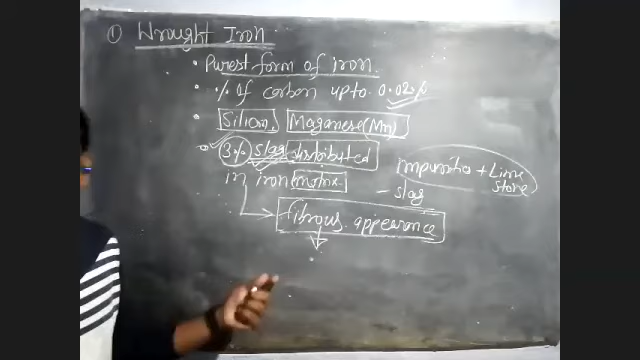 ① Wrought Iron
• Purest form of iron.
• % of carbon upto 0.02%
• Silicon, Maganese (Mn)
• 3% slag distributed
in iron matrix
impurities + Lime
stone
- slag
fibrous appearance